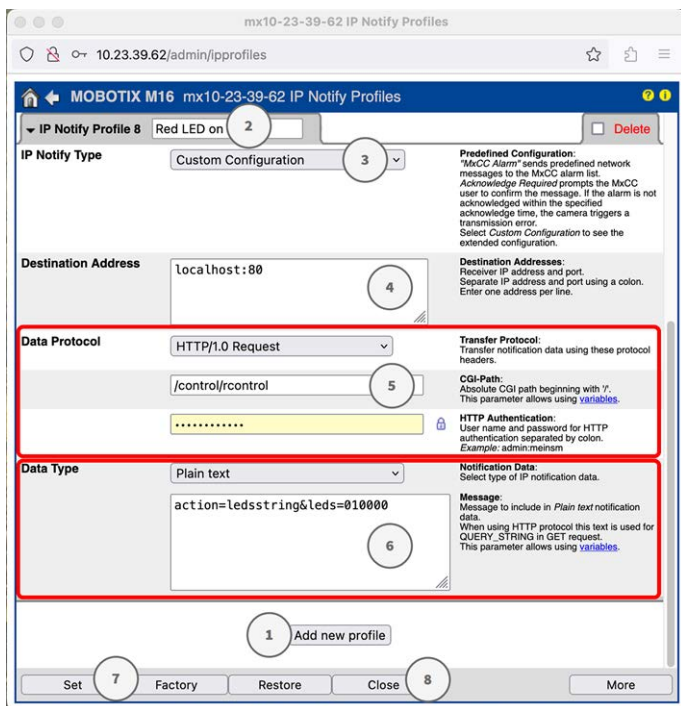 mx10-23-39-62 IP Notify Profiles
10.23.39.62/admin/ipprofiles
MOBOTIX M16 mx10-23-39-62 IP Notify Profiles
? i
IP Notify Profile 8
Red LED on
2
Delete
IP Notify Type
Custom Configuration
3
Predefined Configuration:
"MxCC Alarm" sends predefined network
messages to the MxCC alarm list.
Acknowledge Required prompts the MxCC
user to confirm the message. If the alarm is not
acknowledged within the specified
acknowledge time, the camera triggers a
transmission error.
Select Custom Configuration to see the
extended configuration.
Destination Address
localhost:80
4
Destination Addresses:
Receiver IP address and port.
Separate IP address and port using a colon.
Enter one address per line.
Data Protocol
HTTP/1.0 Request
Transfer Protocol:
Transfer notification data using these protocol
headers.
/control/rcontrol
5
CGI-Path:
Absolute CGI path beginning with '/'.
This parameter allows using variables.
••••••••••••
HTTP Authentication:
User name and password for HTTP
authentication separated by colon.
Example: admin:meinsm
Data Type
Plain text
Notification Data:
Select type of IP notification data.
action=ledsstring&leds=010000
6
Message:
Message to include in Plain text notification
data.
When using HTTP protocol this text is used for
QUERY_STRING in GET request.
This parameter allows using variables.
1
Add new profile
Set
7
Factory
Restore
Close
8
More